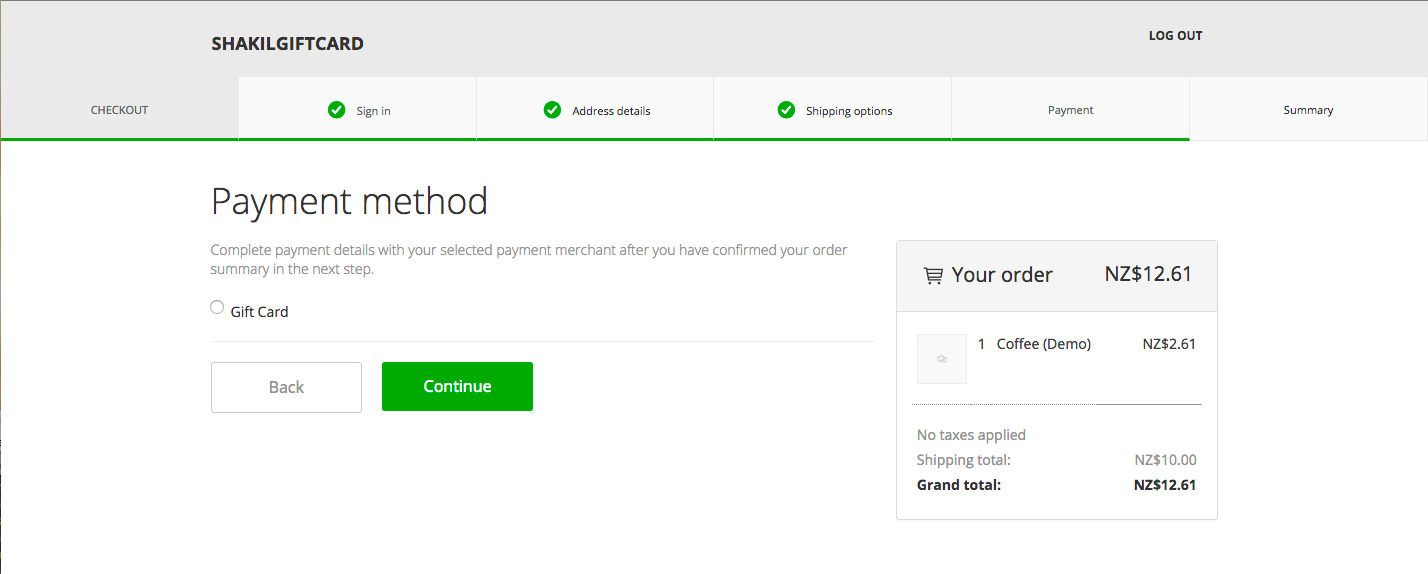 SHAKILGIFTCARD
LOG OUT
CHECKOUT
Sign in
Address details
Shipping options
Payment
Summary
Payment method
Complete payment details with your selected payment merchant after you have confirmed your order
summary in the next step.
Gift Card
Back
Continue
Your order NZ$12.61
1 Coffee (Demo) NZ$2.61
No taxes applied
Shipping total: NZ$10.00
Grand total: NZ$12.61